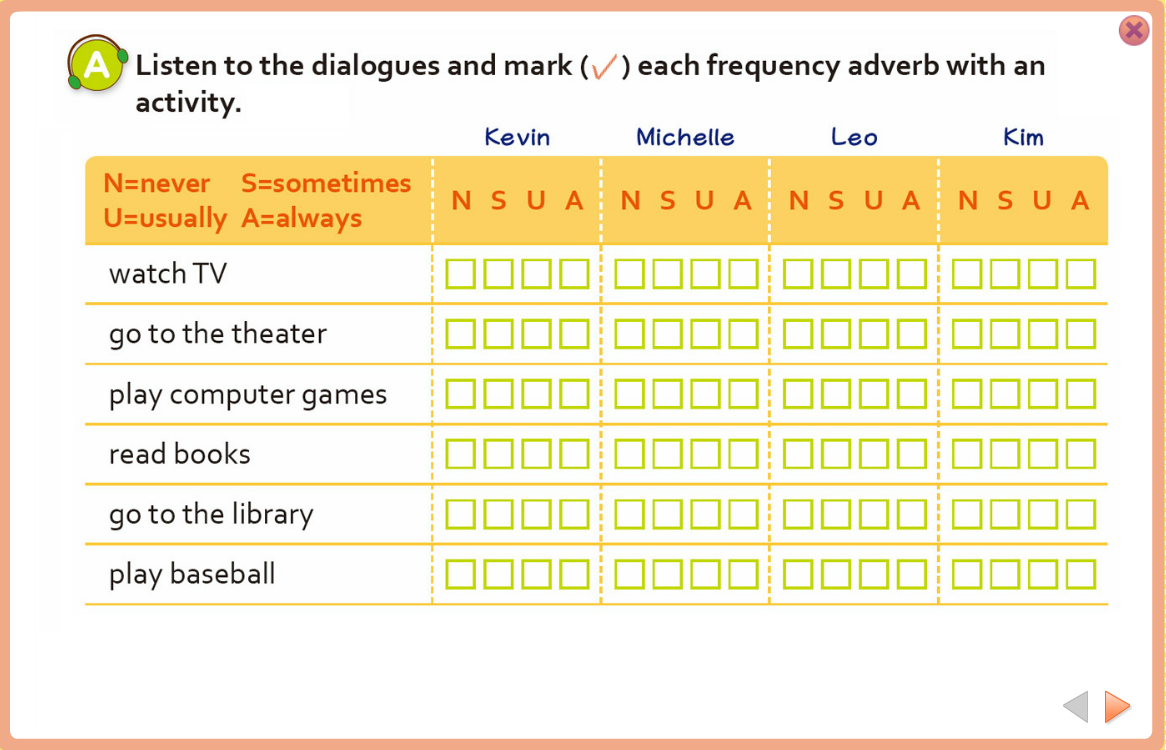 A
Listen to the dialogues and mark (✓) each frequency adverb with an
activity.
Kevin Michelle Leo Kim
N=never S=sometimes
U=usually A=always
N S U A N S U A N S U A N S U A
watch TV
go to the theater
play computer games
read books
go to the library
play baseball